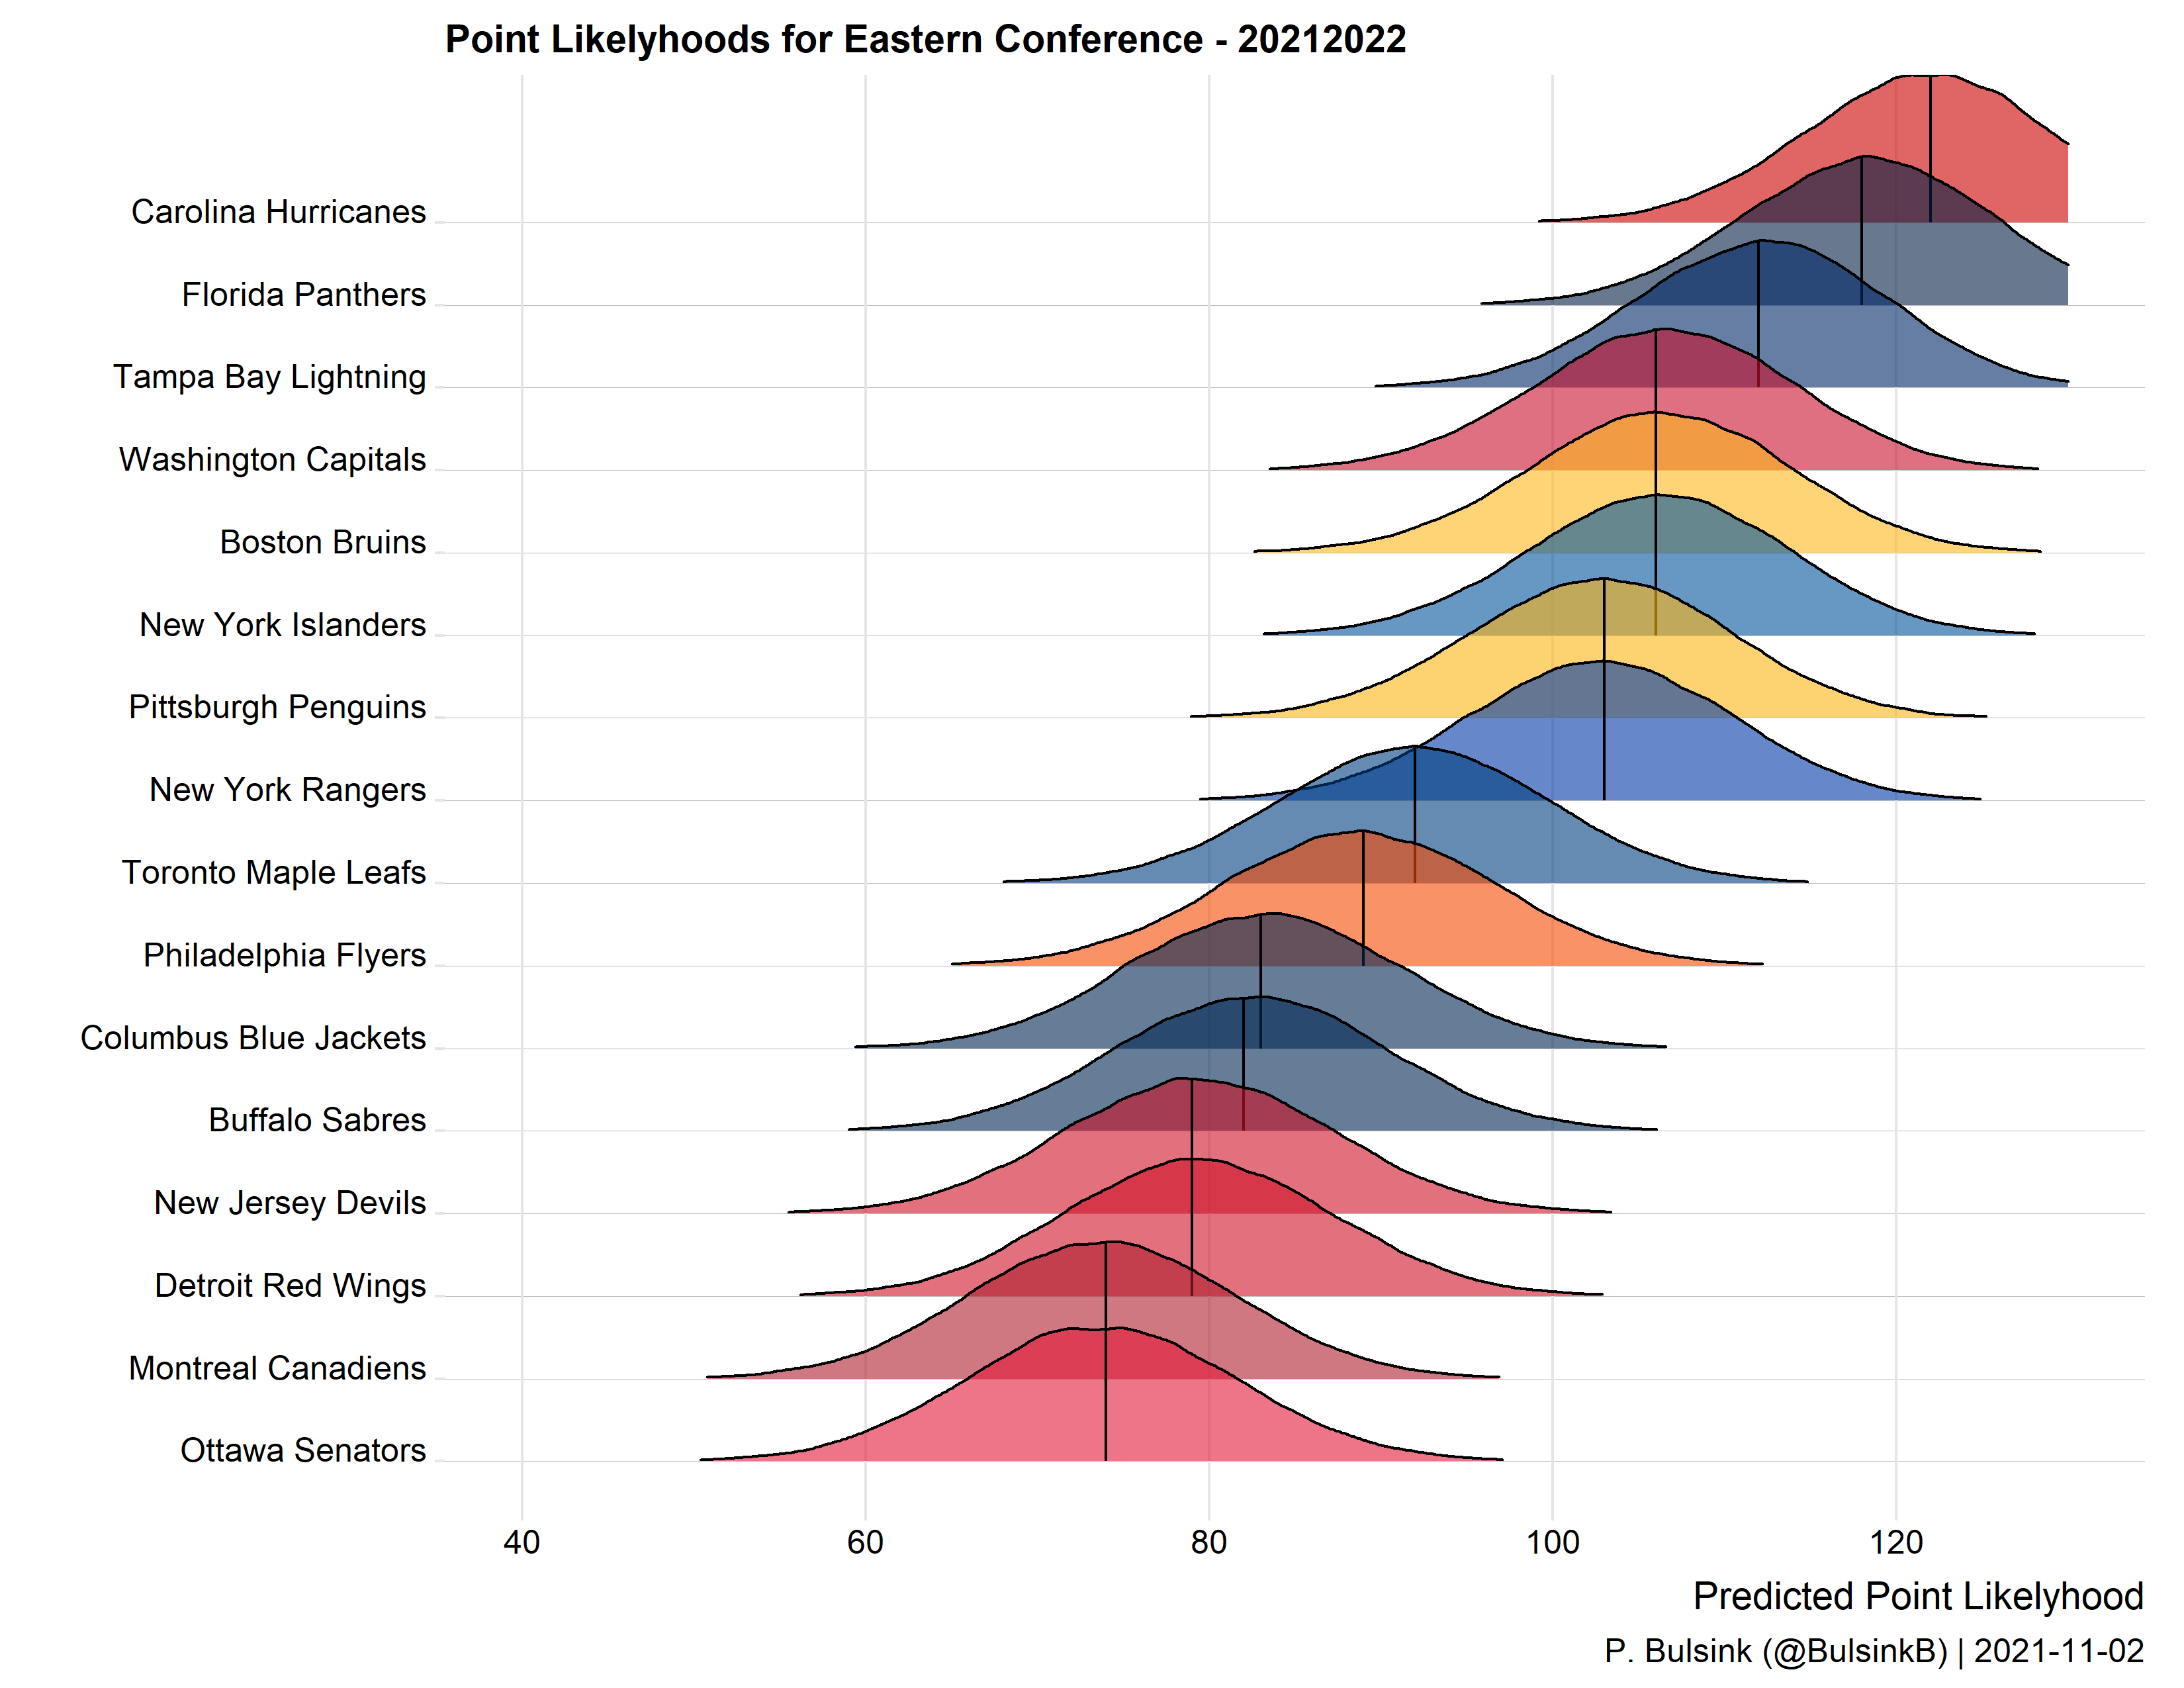 Point Likelyhoods for Eastern Conference - 20212022
Carolina Hurricanes
Florida Panthers
Tampa Bay Lightning
Washington Capitals
Boston Bruins
New York Islanders
Pittsburgh Penguins
New York Rangers
Toronto Maple Leafs
Philadelphia Flyers
Columbus Blue Jackets
Buffalo Sabres
New Jersey Devils
Detroit Red Wings
Montreal Canadiens
Ottawa Senators
40 60 80 100 120
Predicted Point Likelyhood
P. Bulsink (@BulsinkB) | 2021-11-02